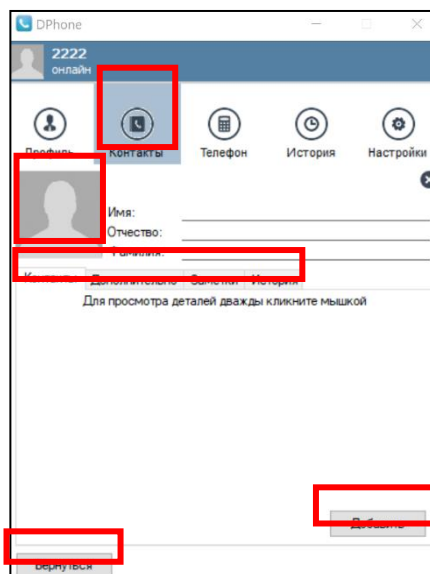 DPhone
2222
онлайн
Профиль Контакты Телефон История Настройки
Имя:
Отчество:
Фамилия:
Контакты Дополнительно Заметки История
Для просмотра деталей дважды кликните мышкой
Добавить
Вернуться